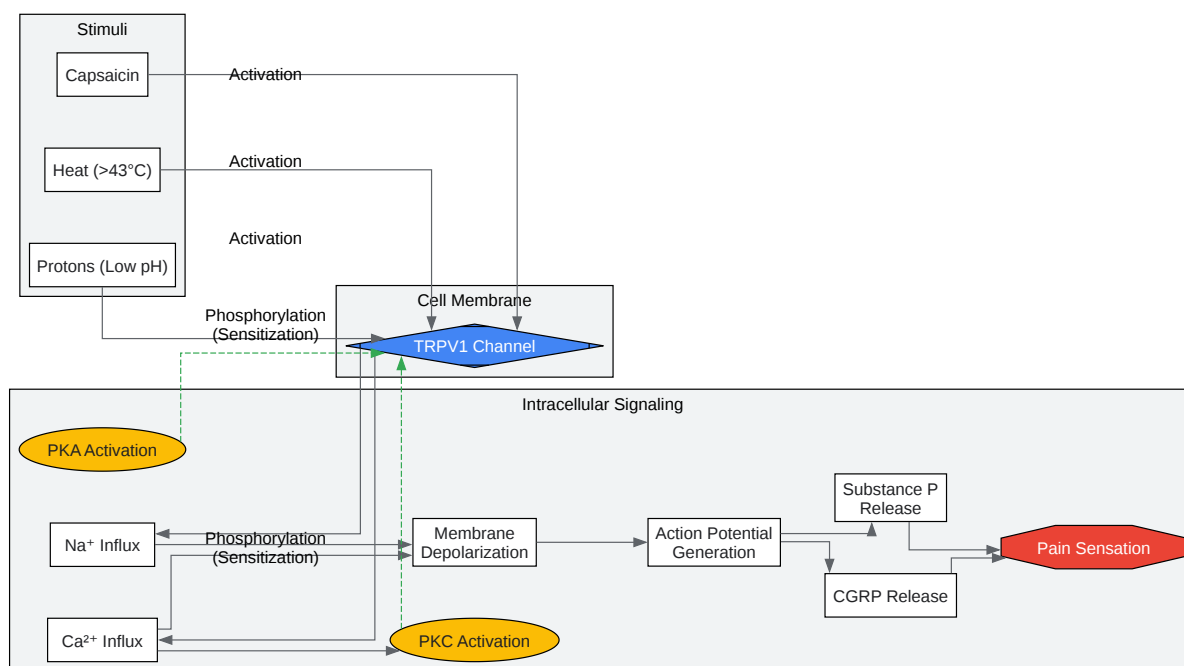 Stimuli
Capsaicin
Activation
Heat (>43°C)
Activation
Activation
Protons (Low pH)
Cell Membrane
Phosphorylation
(Sensitization)
TRPV1 Channel
Intracellular Signaling
PKA Activation
Substance P
Release
Na⁺ Influx
Phosphorylation
(Sensitization)
Membrane
Depolarization
Action Potential
Generation
Pain Sensation
CGRP Release
Ca²⁺ Influx
PKC Activation